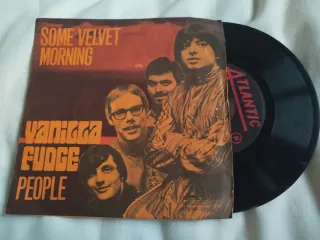 SOME VELVET
MORNING
vanilla
fudge
PEOPLE
ATLANTIC